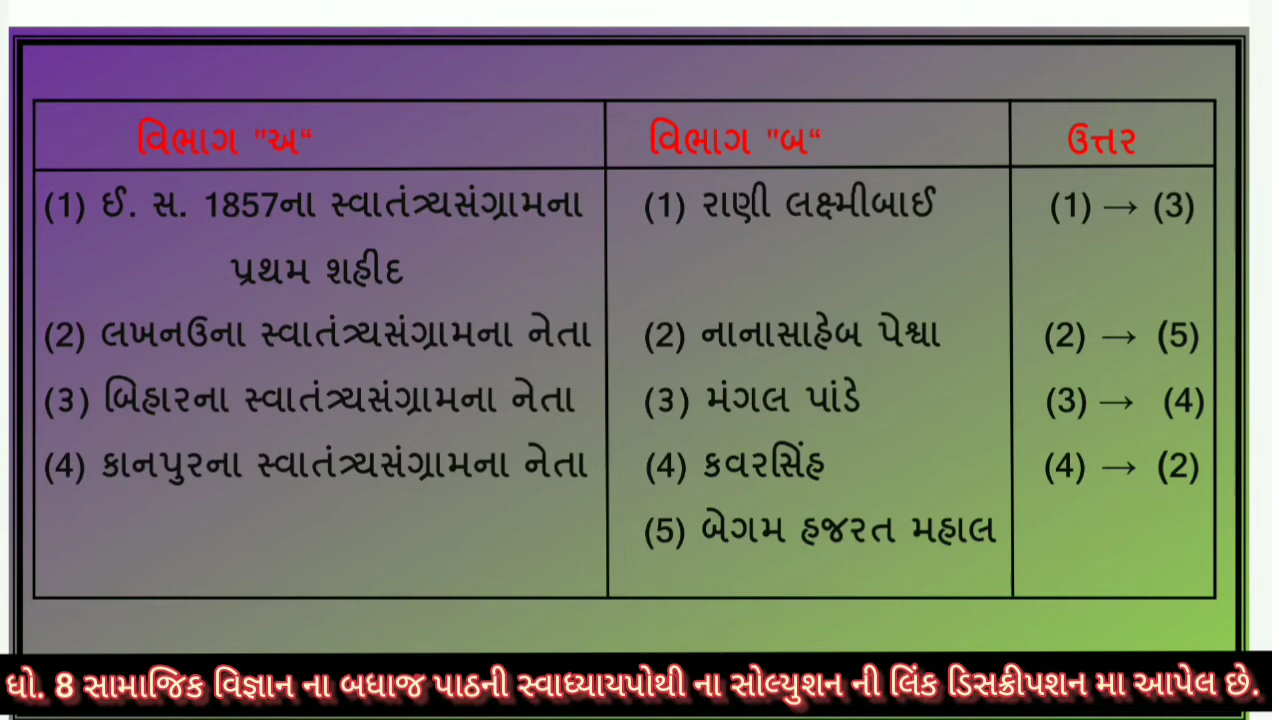 વિભાગ "અ“ વિભાગ "બ“ ઉત્તર
(1) ઈ. સ. 1857ના સ્વાતંત્ર્યસંગ્રામના (1) રાણી લક્ષ્મીબાઈ (1) → (3)
પ્રથમ શહીદ
(2) લખનઉના સ્વાતંત્ર્યસંગ્રામના નેતા (2) નાનાસાહેબ પેશ્વા (2) → (5)
(3) બિહારના સ્વાતંત્ર્યસંગ્રામના નેતા (3) મંગલ પાંડે (3) → (4)
(4) કાનપુરના સ્વાતંત્ર્યસંગ્રામના નેતા (4) કવરસિંહ (4) → (2)
(5) બેગમ હજરત મહાલ
ધો. 8 સામાજિક વિજ્ઞાન ના બધાજ પાઠની સ્વાધ્યાયપોથી ના સોલ્યુશન ની લિંક ડિસક્રીપશન મા આપેલ છે.